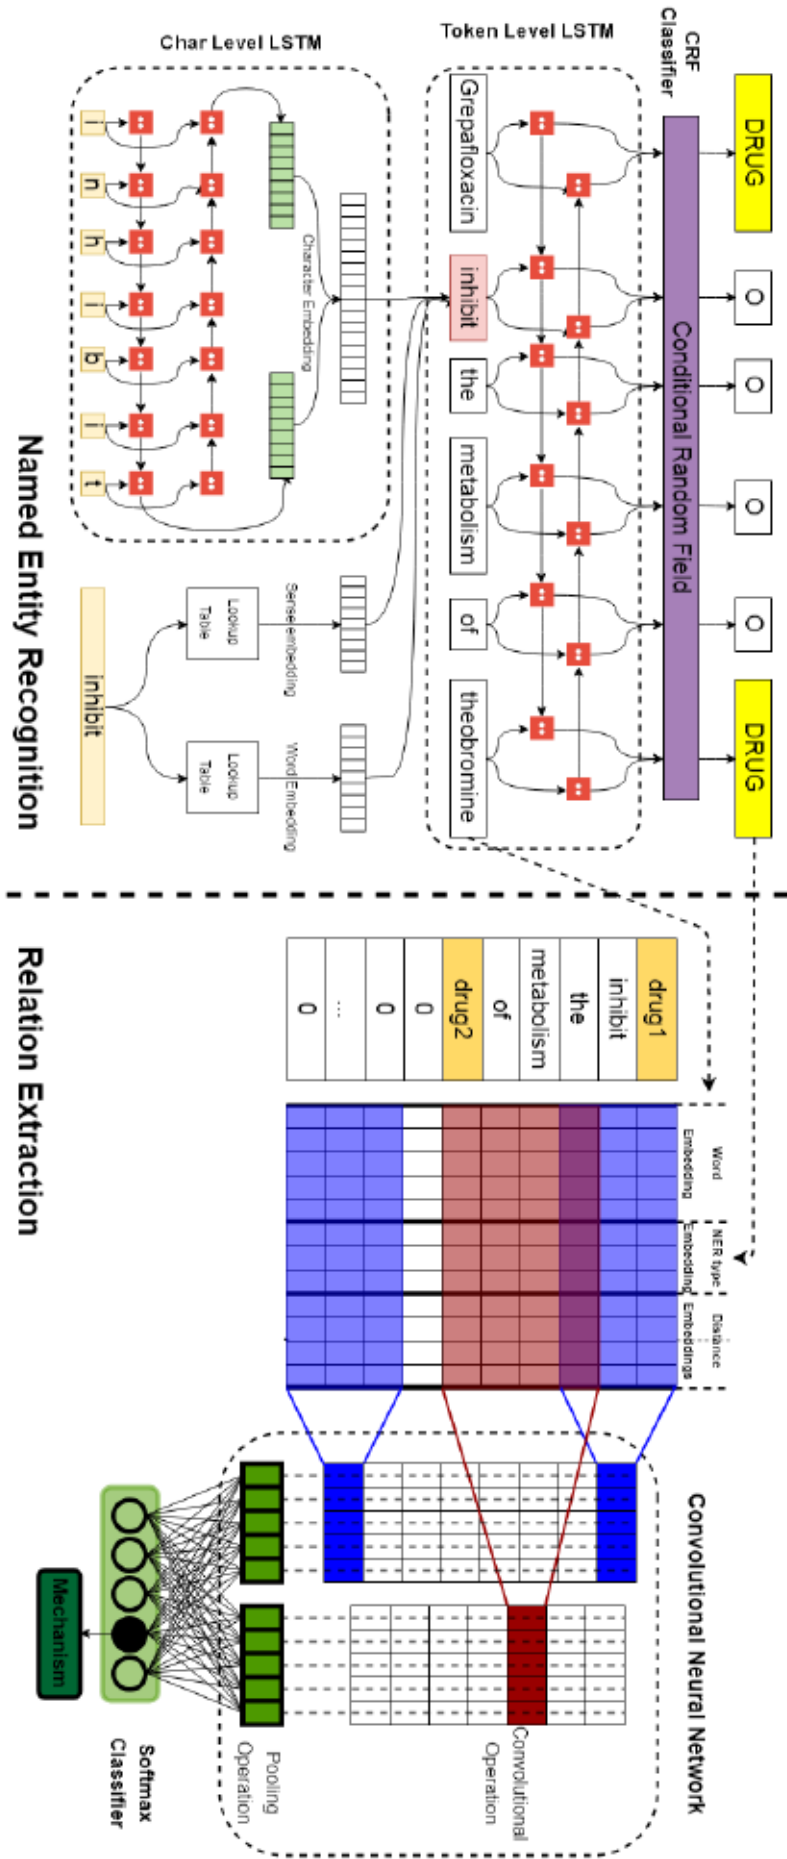 DRUG
O
O
O
O
DRUG
CRF
Classifier
Conditional Random Field
Token Level LSTM
Grepafloxacin
inhibit
the
metabolism
of
theobromine
Char Level LSTM
Character Embedding
i
n
h
i
b
i
t
Sense embedding
Word Embedding
Lookup
Table
Lookup
Table
inhibit
Named Entity Recognition
drug1
inhibit
the
metabolism
of
drug2
0
0
...
0
Word
Embedding
NER type
Embedding
Distance
Embeddings
Convolutional Neural Network
Convolutional
Operation
Pooling
Operation
Softmax
Classifier
Mechanism
Relation Extraction